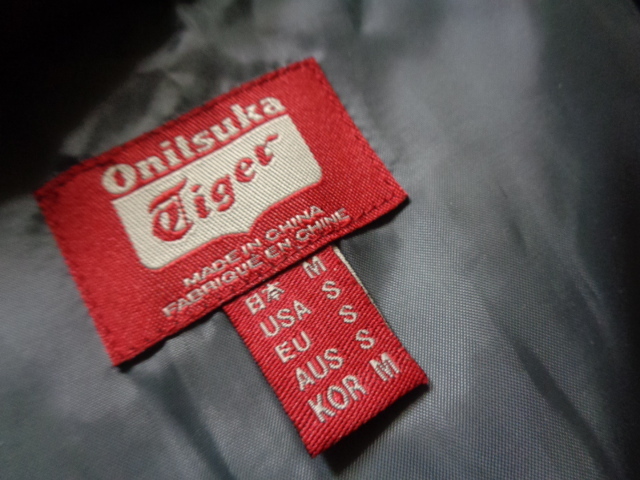 Onitsuka
Tiger
MADE IN CHINA
FABRIQUE EN CHINE
日本 M
USA S
EU S
AUS S
KOR M